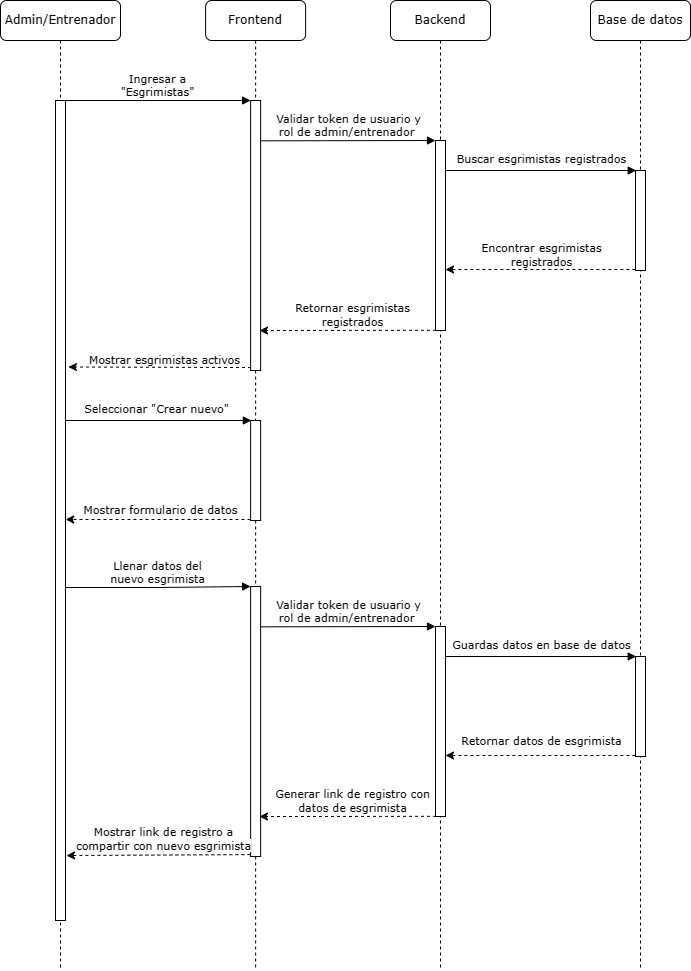 Admin/Entrenador
Frontend
Backend
Base de datos
Ingresar a
"Esgrimistas"
Validar token de usuario y
rol de admin/entrenador
Buscar esgrimistas registrados
Encontrar esgrimistas
registrados
Retornar esgrimistas
registrados
Mostrar esgrimistas activos
Seleccionar "Crear nuevo"
Mostrar formulario de datos
Llenar datos del
nuevo esgrimista
Validar token de usuario y
rol de admin/entrenador
Guardas datos en base de datos
Retornar datos de esgrimista
Generar link de registro con
datos de esgrimista
Mostrar link de registro a
compartir con nuevo esgrimista